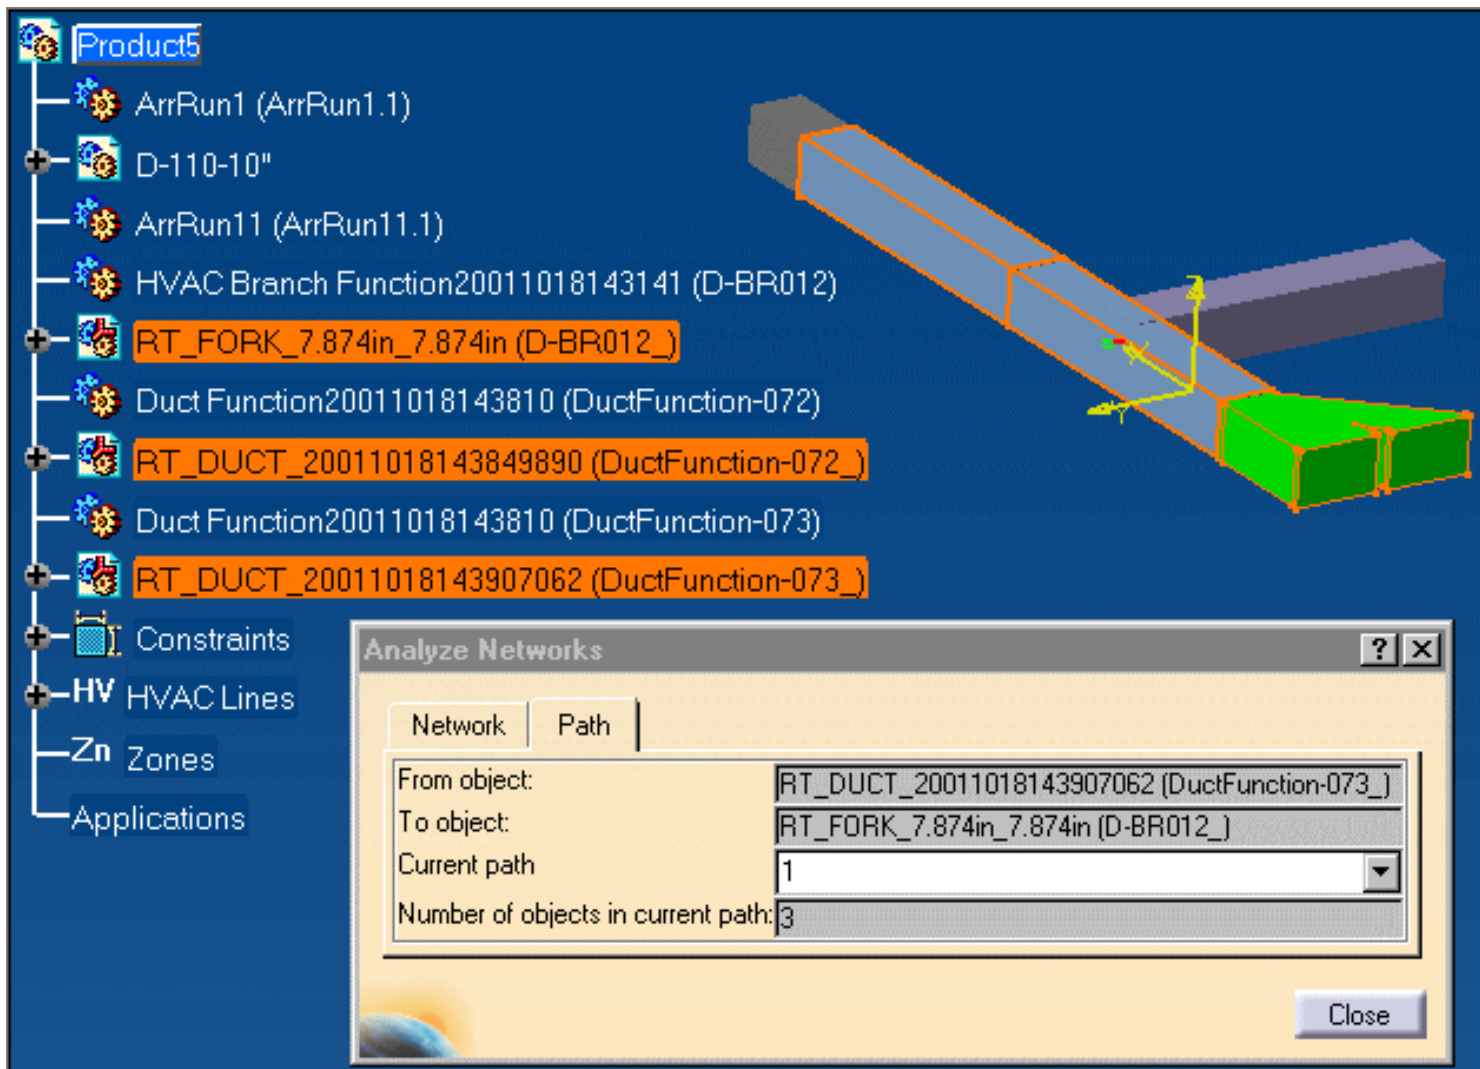 Product5
ArrRun1 (ArrRun1.1)
D-110-10"
ArrRun11 (ArrRun11.1)
HVAC Branch Function20011018143141 (D-BR012)
RT_FORK_7.874in_7.874in (D-BR012_)
Duct Function20011018143810 (DuctFunction-072)
RT_DUCT_20011018143849890 (DuctFunction-072_)
Duct Function20011018143810 (DuctFunction-073)
RT_DUCT_20011018143907062 (DuctFunction-073_)
Constraints
HV HVAC Lines
Zn Zones
Applications
Y
Analyze Networks
? X
Network Path
From object: RT_DUCT_20011018143907062 (DuctFunction-073_)
To object: RT_FORK_7.874in_7.874in (D-BR012_)
Current path 1
Number of objects in current path: 3
Close